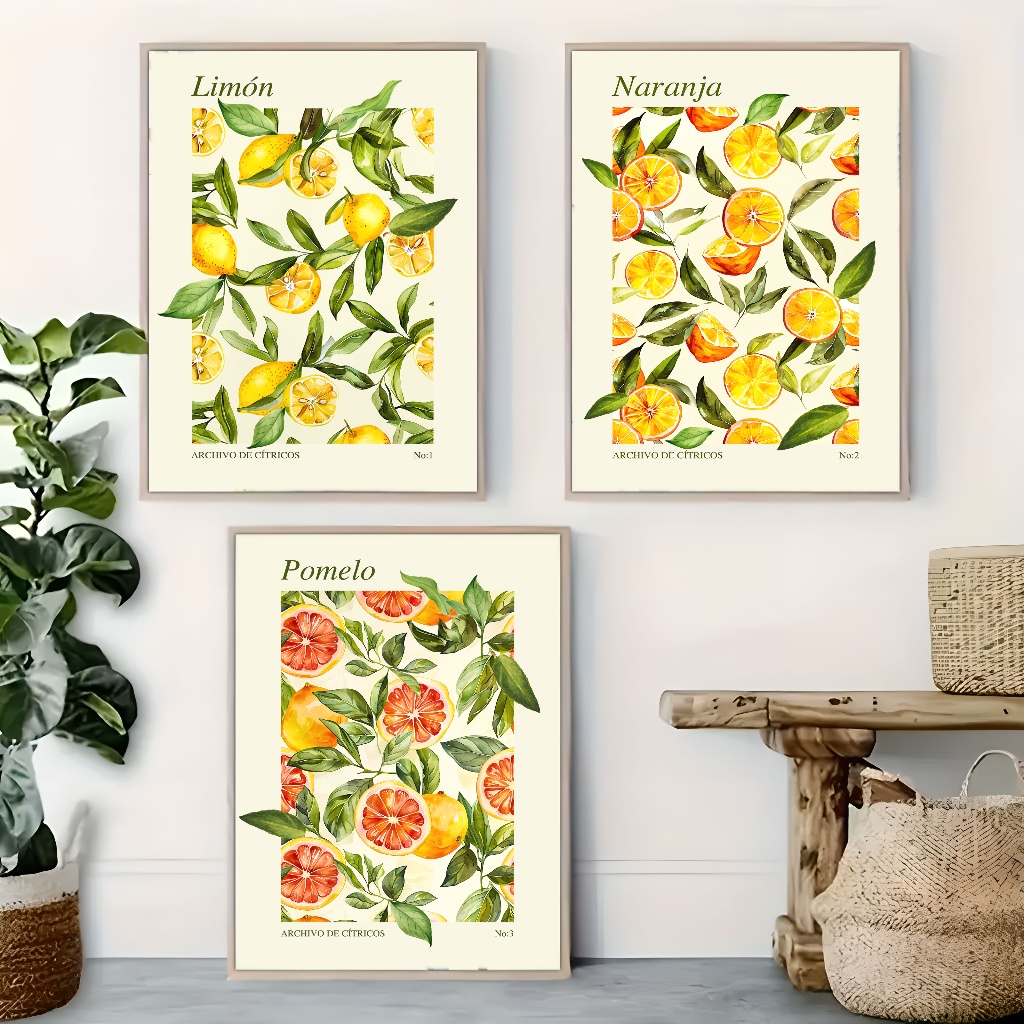 Limón
ARCHIVO DE CÍTRICOS No:1
Naranja
ARCHIVO DE CÍTRICOS No:2
Pomelo
ARCHIVO DE CÍTRICOS No:3